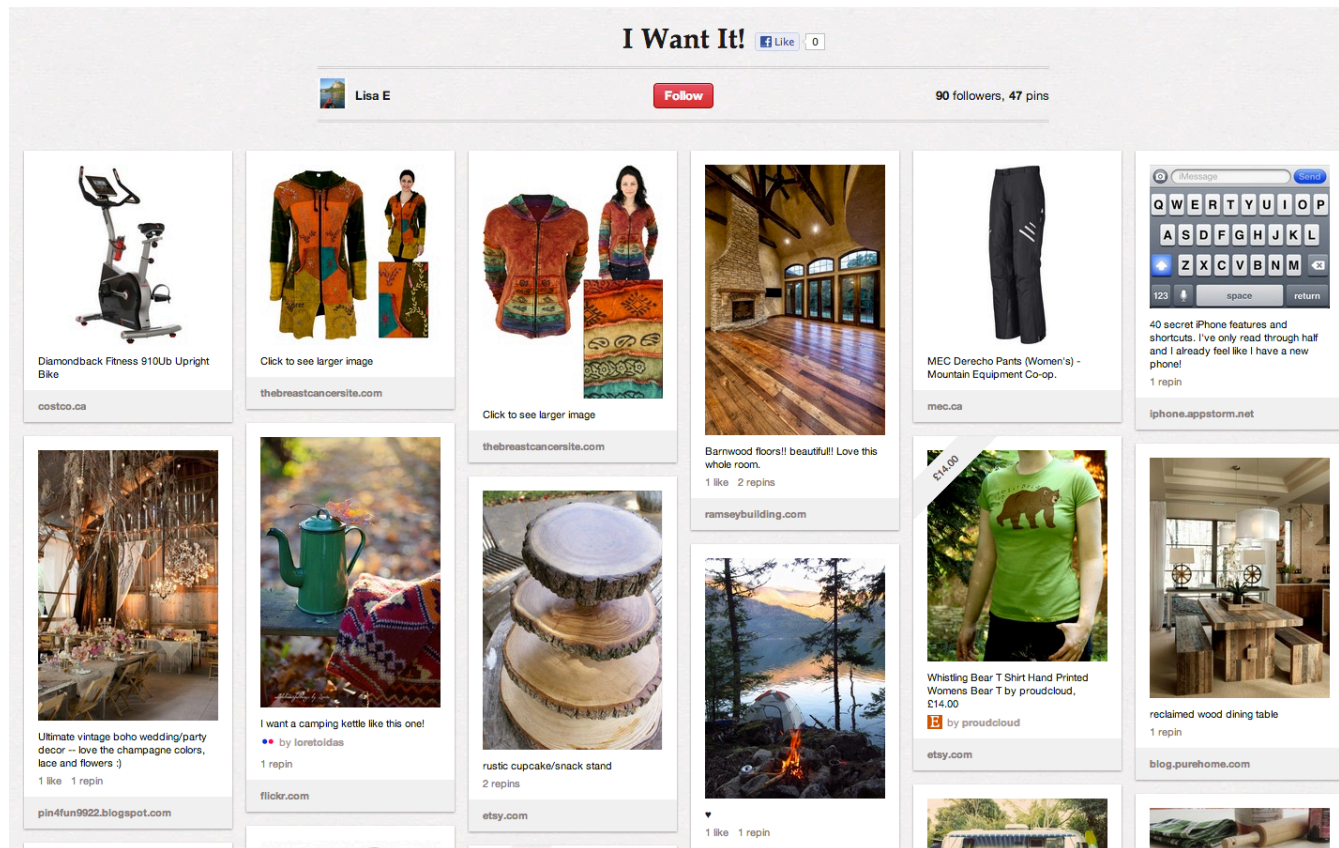 I Want It!
Like 0
Lisa E
Follow
90 followers, 47 pins
Diamondback Fitness 910Ub Upright
Bike
costco.ca
Click to see larger image
thebreastcancersite.com
Click to see larger image
thebreastcancersite.com
Barnwood floors!! beautiful!! Love this
whole room.
1 like 2 repins
ramseybuilding.com
MEC Derecho Pants (Women's) -
Mountain Equipment Co-op.
mec.ca
iMessage
Send
Q W E R T Y U I O P
A S D F G H J K L
Z X C V B N M
123 space return
40 secret iPhone features and
shortcuts. I've only read through half
and I already feel like I have a new
phone!
1 repin
iphone.appstorm.net
Ultimate vintage boho wedding/party
decor -- love the champagne colors,
lace and flowers :)
1 like 1 repin
pin4fun9922.blogspot.com
I want a camping kettle like this one!
by loretoidas
1 repin
flickr.com
rustic cupcake/snack stand
2 repins
etsy.com
♥
1 like 1 repin
£14.00
Whistling Bear T Shirt Hand Printed
Womens Bear T by proudcloud,
£14.00
E by proudcloud
etsy.com
reclaimed wood dining table
1 repin
blog.purehome.com